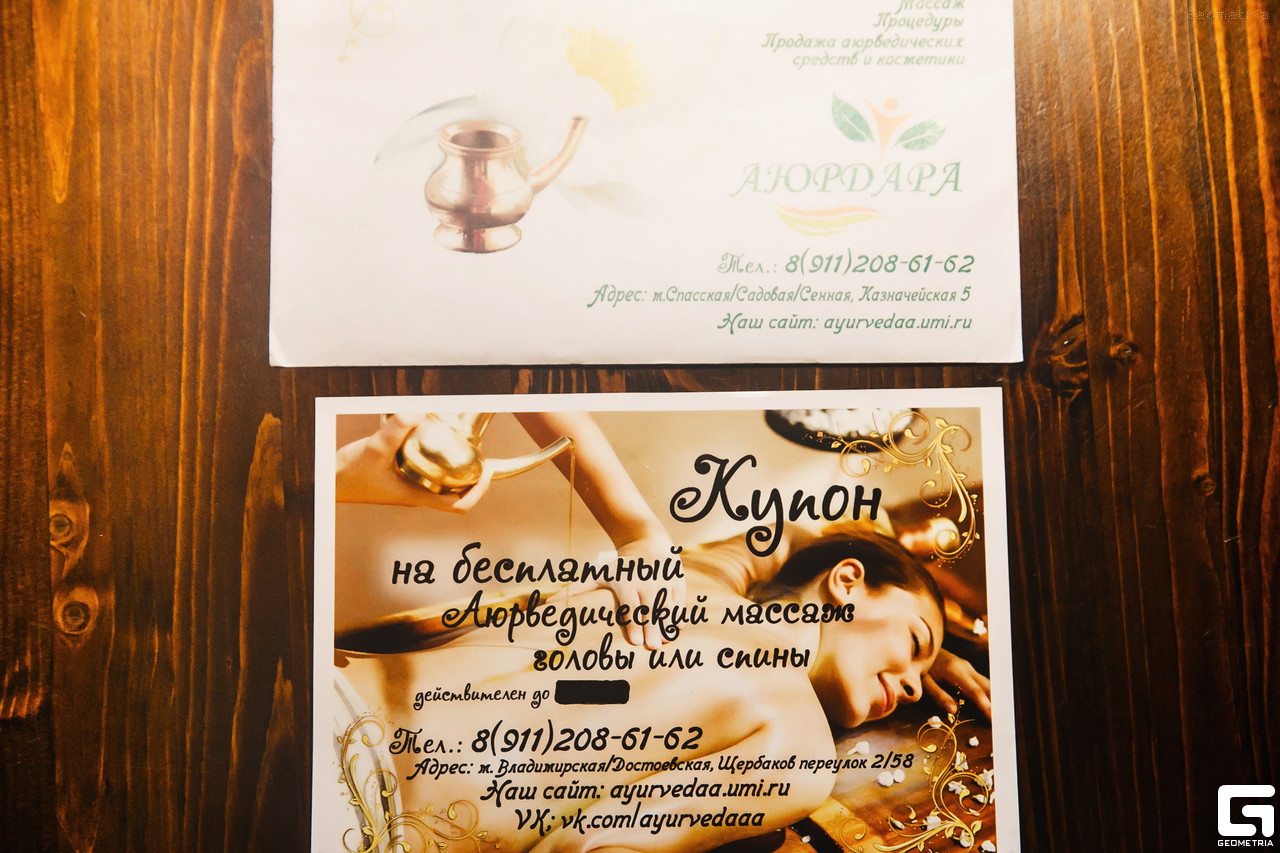 Массаж
Процедуры
Продажа аюрведических
средств и косметики
АЮРДАРА
Тел.: 8(911)208-61-62
Адрес: м.Спасская/Садовая/Сенная, Казначейская 5
Наш сайт: ayurvedaa.umi.ru
Купон
на бесплатный
Аюрведический массаж
головы или спины
действителен до
Тел.: 8(911)208-61-62
Адрес: м. Владимирская/Достоевская, Щербаков переулок 2/58
Наш сайт: ayurvedaa.umi.ru
VK: vk.com/ayurvedaaa
GEOMETRIA